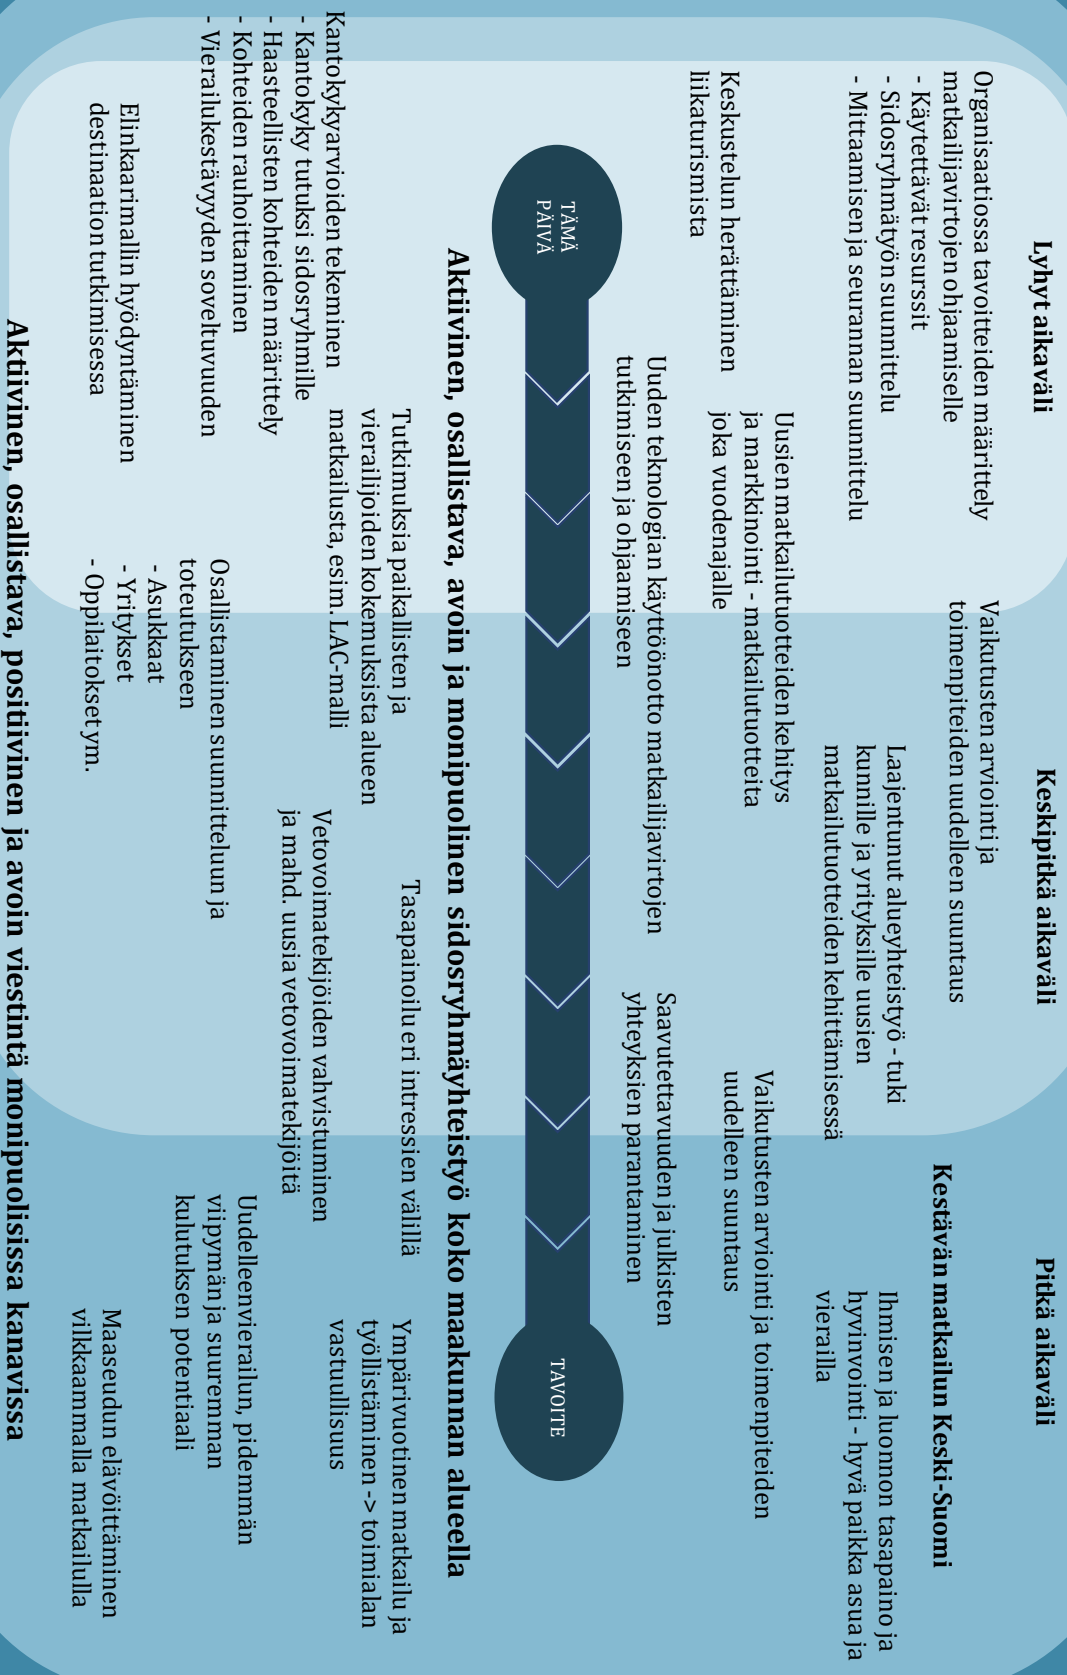 Lyhyt aikaväli
Keskipitkä aikaväli
Pitkä aikaväli
Organisaatiossa tavoitteiden määrittely
matkailijavirtojen ohjaamiselle
- Käytettävät resurssit
- Sidosryhmätyön suunnittelu
- Mittaamisen ja seurannan suunnittelu
Vaikutusten arviointi ja
toimenpiteiden uudelleen suuntaus
Kestävän matkailun Keski-Suomi
Laajentunut alueyhteistyö - tuki
kunnille ja yrityksille uusien
matkailutuotteiden kehittämisessä
Ihmisen ja luonnon tasapaino ja
hyvinvointi - hyvä paikka asua ja
vierailla
Keskustelun herättäminen
liikaturismista
Uusien matkailutuotteiden kehitys
ja markkinointi - matkailutuotteita
joka vuodenajalle
Vaikutusten arviointi ja toimenpiteiden
uudelleen suuntaus
Uuden teknologian käyttöönotto matkailijavirtojen
tutkimiseen ja ohjaamiseen
Saavutettavuuden ja julkisten
yhteyksien parantaminen
TÄMÄ
PÄIVÄ
TAVOITE
Aktiivinen, osallistava, avoin ja monipuolinen sidosryhmäyhteistyö koko maakunnan alueella
Kantokykyarvioiden tekeminen
- Kantokyky tutuksi sidosryhmille
- Haasteellisten kohteiden määrittely
- Kohteiden rauhoittaminen
- Vierailukestävyyden soveltuvuuden
Tutkimuksia paikallisten ja
vierailijoiden kokemuksista alueen
matkailusta, esim. LAC-malli
Tasapainoilu eri intressien välillä
Ympärivuotinen matkailu ja
työllistäminen -> toimialan
vastuullisuus
Vetovoimatekijöiden vahvistuminen
ja mahd. uusia vetovoimatekijöitä
Osallistaminen suunnitteluun ja
toteutukseen
- Asukkaat
- Yritykset
- Oppilaitokset ym.
Uudelleenvierailun, pidemmän
viipymän ja suuremman
kulutuksen potentiaali
Elinkaarimallin hyödyntäminen
destinaation tutkimisessa
Maaseudun elävöittäminen
vilkkaammalla matkailulla
Aktiivinen, osallistava, positiivinen ja avoin viestintä monipuolisissa kanavissa